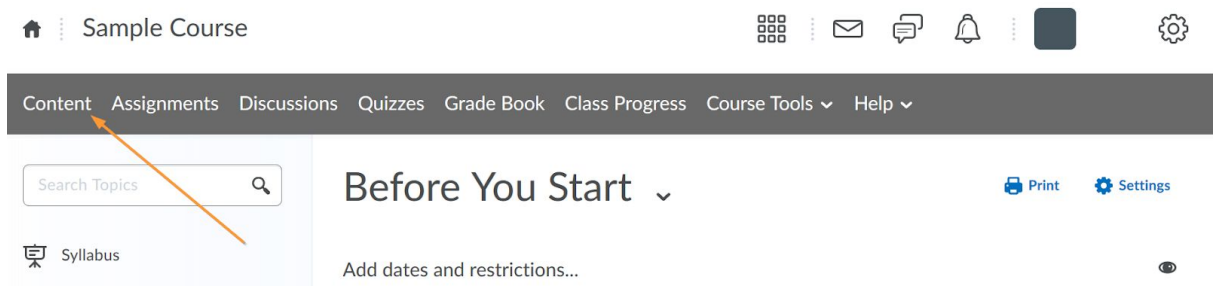 Sample Course
Content Assignments Discussions Quizzes Grade Book Class Progress Course Tools Help
Search Topics
Before You Start
Print Settings
Syllabus
Add dates and restrictions...